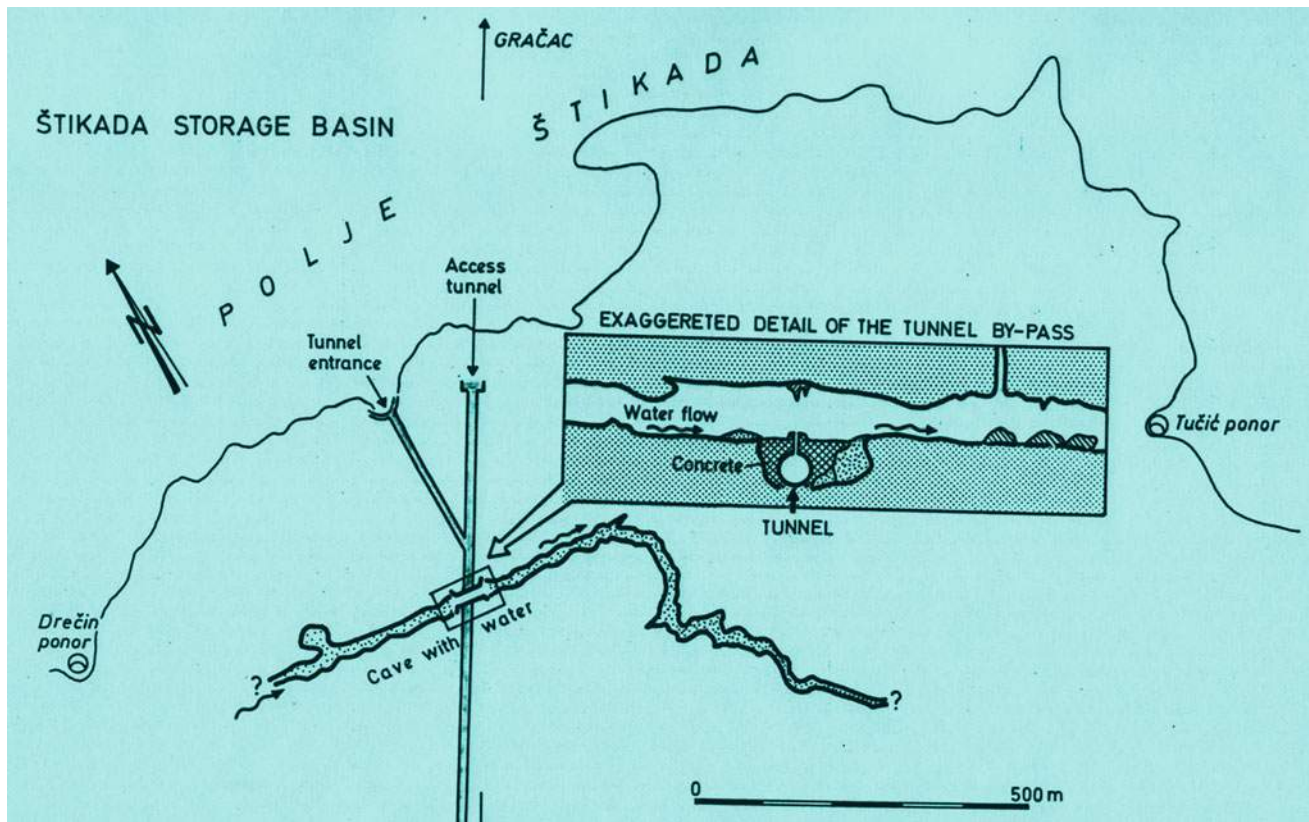 GRAČAC
ŠTIKADA
ŠTIKADA STORAGE BASIN
POLJE
Access
tunnel
EXAGGERETED DETAIL OF THE TUNNEL BY-PASS
Tunnel
entrance
Water flow
Tučić ponor
Concrete
TUNNEL
Drečin
ponor
Cave with water
?
?
0 500 m